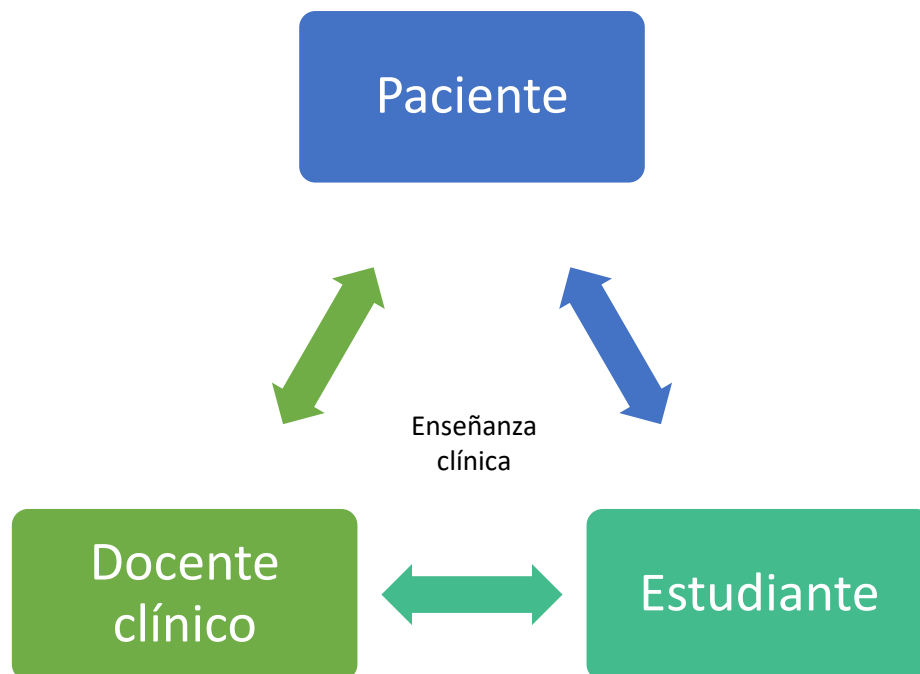 Paciente
Enseñanza
clínica
Docente
clínico
Estudiante